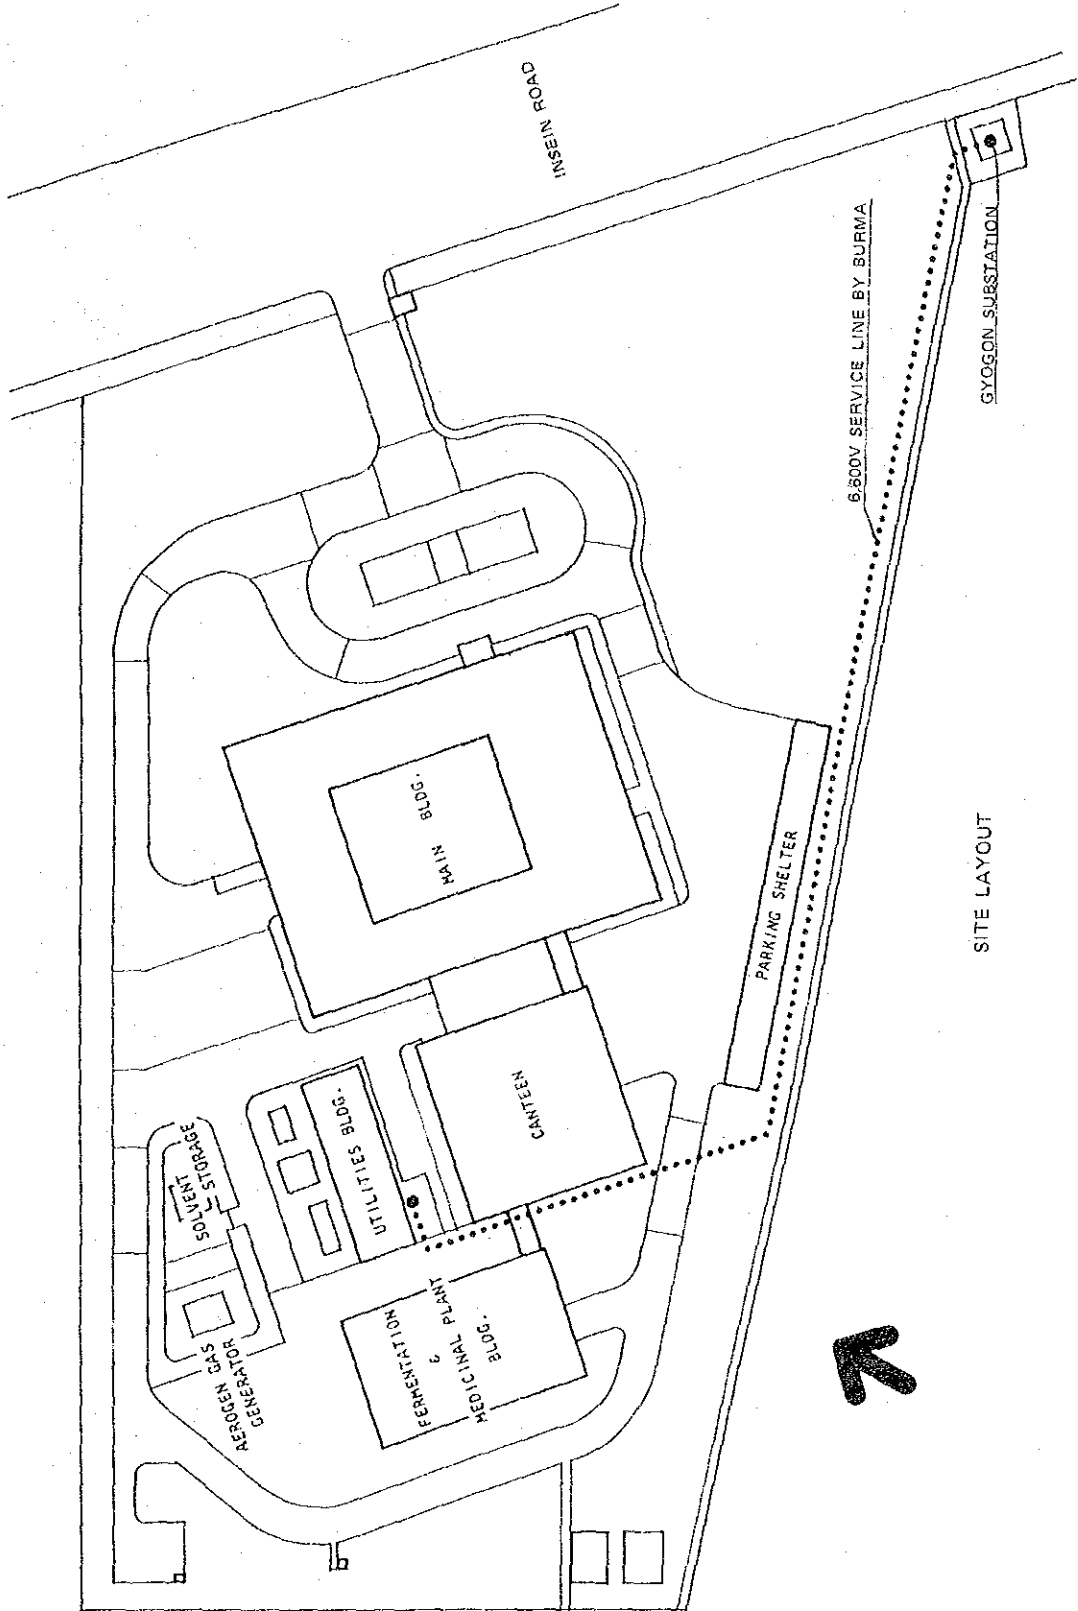 INSEIN ROAD
6,600V SERVICE LINE BY BURMA
GYOGON SUBSTATION
MAIN BLDG.
PARKING SHELTER
SITE LAYOUT
CANTEEN
UTILITIES BLDG.
SOLVENT
STORAGE
AEROGEN GAS
GENERATOR
FERMENTATION
&
MEDICINAL PLANT
BLDG.